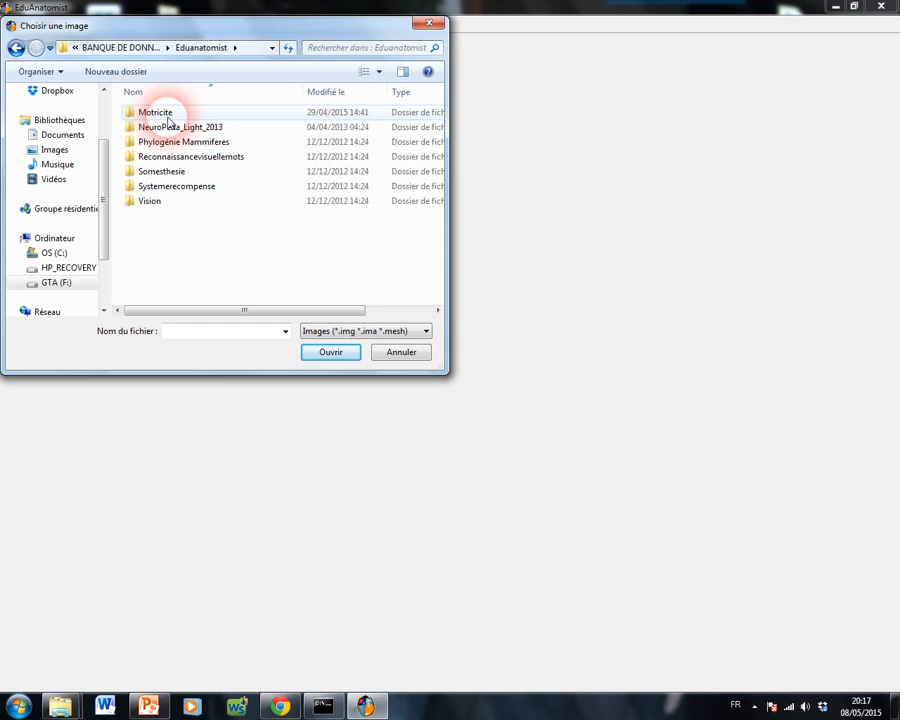 EduAnatomist
Choisir une image
« BANQUE DE DONN... Eduanatomist
Rechercher dans : Eduanatomist
Organiser Nouveau dossier
Nom Modifié le Type
Dropbox
Bibliothèques
Documents
Images
Musique
Vidéos
Groupe résidentie
Ordinateur
OS (C:)
HP_RECOVERY
GTA (F:)
Réseau
Motricite 29/04/2015 14:41 Dossier de fich
04/04/2013 04:24 Dossier de fich
Phylogénie Mammiferes 12/12/2012 14:24 Dossier de fich
Reconnaissancevisuellemots 12/12/2012 14:24 Dossier de fich
Somesthesie 12/12/2012 14:24 Dossier de fich
Systemerecompense 12/12/2012 14:24 Dossier de fich
Vision 12/12/2012 14:24 Dossier de fich
Nom du fichier : Images (*.img *.ima *.mesh)
Ouvrir Annuler
FR
20:17
08/05/2015